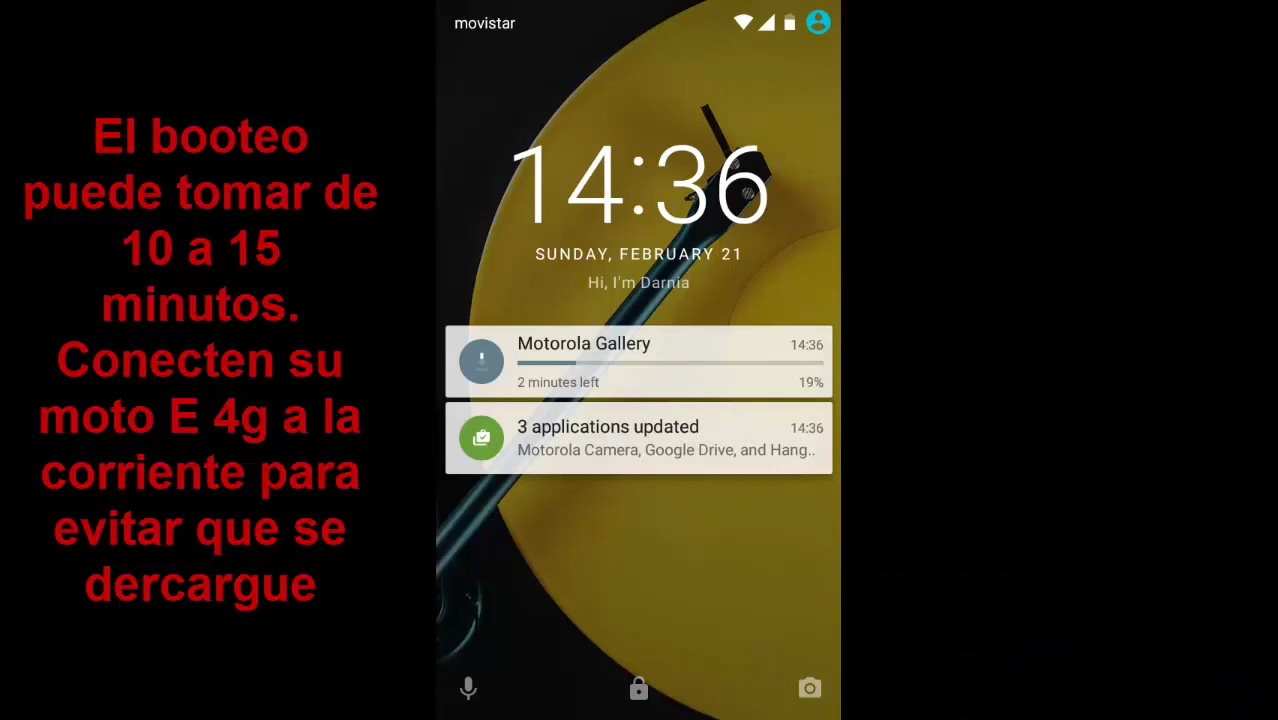 El booteo
puede tomar de
10 a 15
minutos.
Conecten su
moto E 4g a la
corriente para
evitar que se
dercargue
movistar
14:36
SUNDAY, FEBRUARY 21
Hi, I'm Darnia
Motorola Gallery 14:36
2 minutes left 19%
3 applications updated 14:36
Motorola Camera, Google Drive, and Hang..